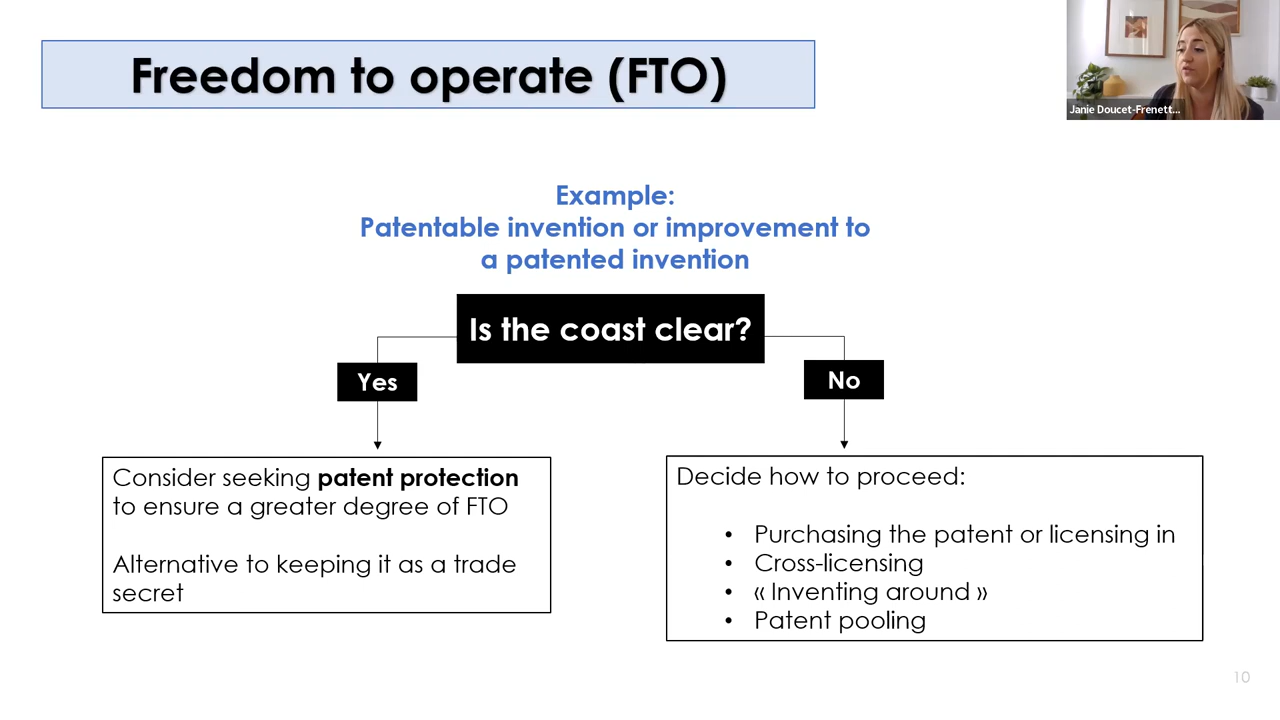 Freedom to operate (FTO)
Janie Doucet-Frenett...
Example:
Patentable invention or improvement to
a patented invention
Is the coast clear?
Yes
No
Consider seeking patent protection
to ensure a greater degree of FTO
Alternative to keeping it as a trade
secret
Decide how to proceed:
• Purchasing the patent or licensing in
• Cross-licensing
• « Inventing around »
• Patent pooling
10